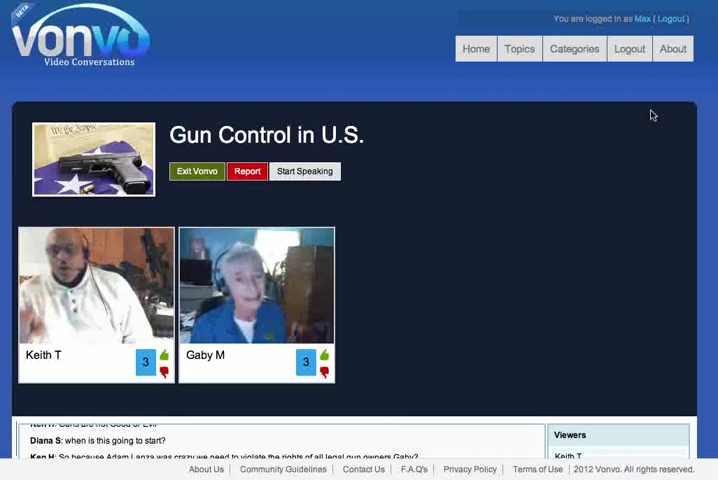 BETA
vonvo
Video Conversations
You are logged in as Max ( Logout )
Home Topics Categories Logout About
We the People
Gun Control in U.S.
Exit Vonvo Report Start Speaking
Keith T 3
Gaby M 3
Ken H: Guns are not Good or Evil
Diana S: when is this going to start?
Ken H: So because Adam Lanza was crazy we need to violate the rights of all legal gun owners Gaby?
Viewers
Keith T
About Us | Community Guidelines | Contact Us | F.A.Q's | Privacy Policy | Terms of Use | 2012 Vonvo. All rights reserved.